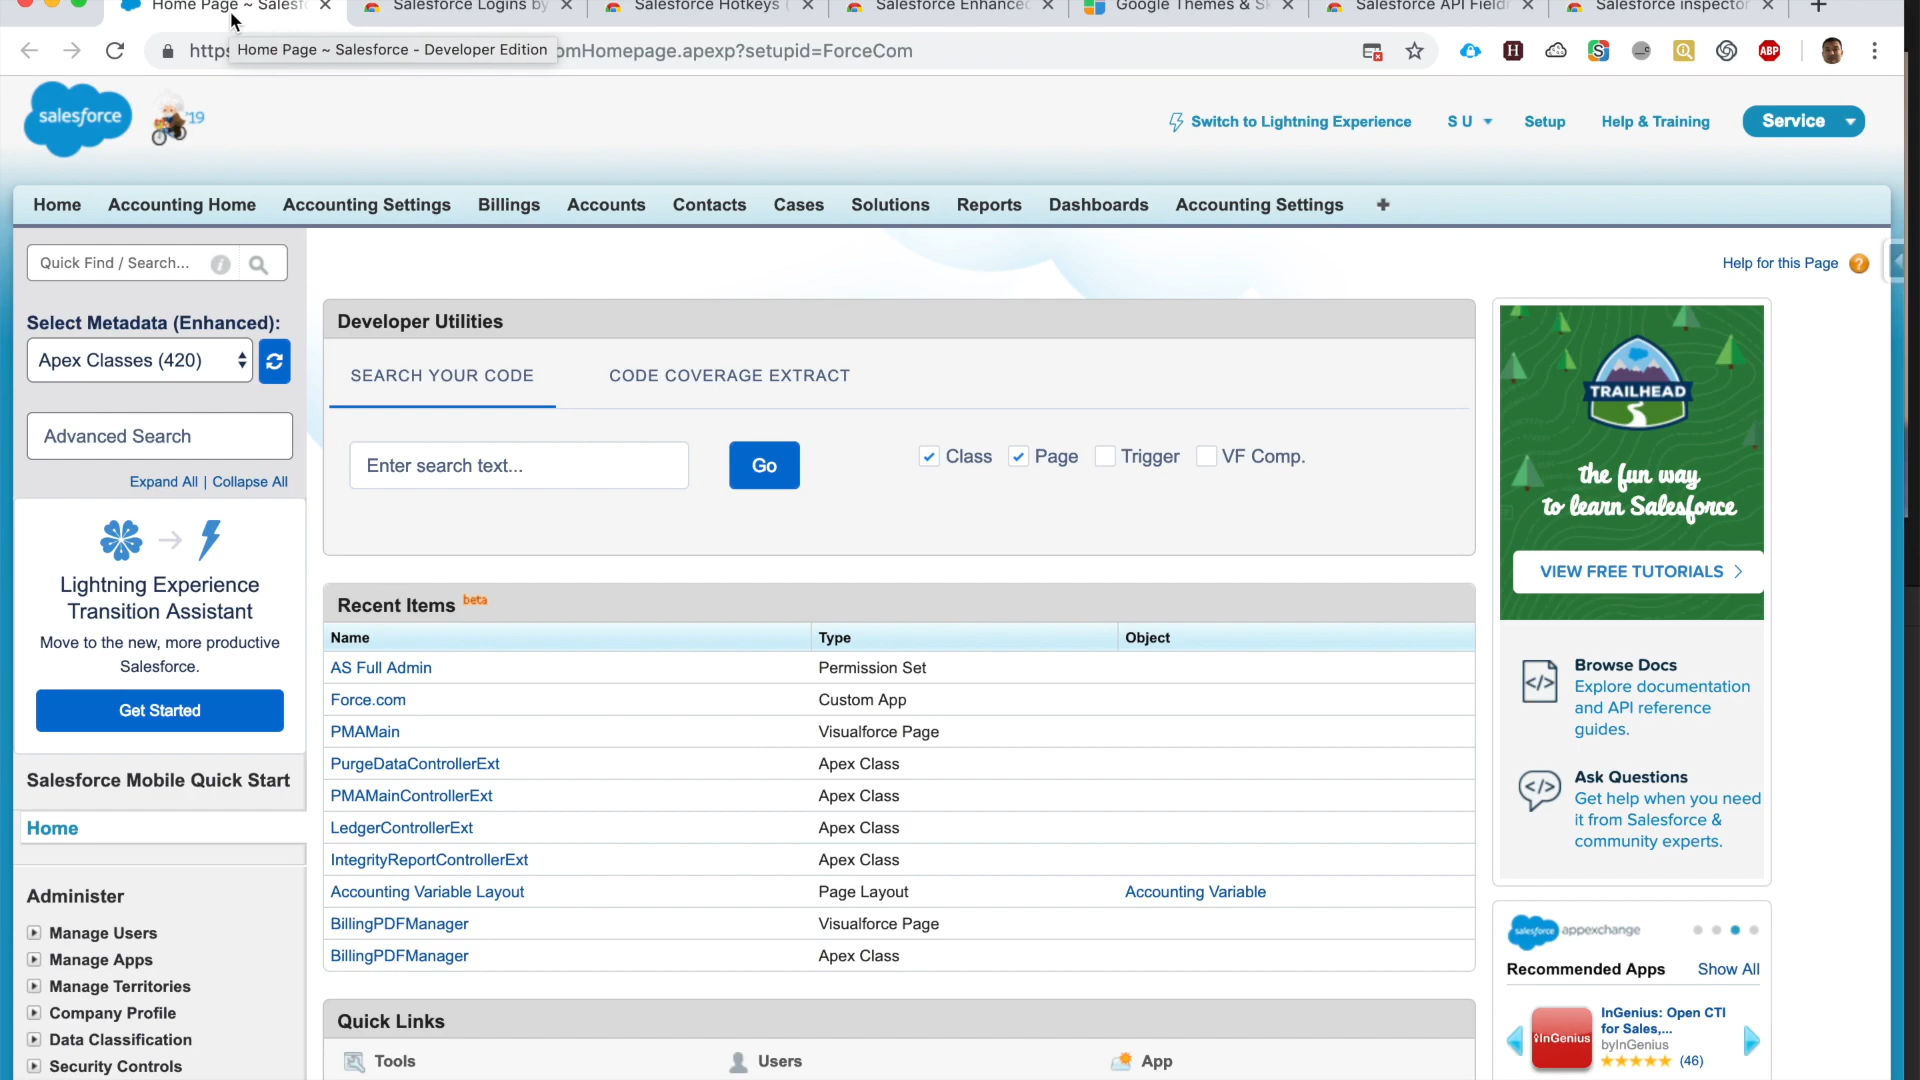 Home Page ~ Salesf
Salesforce Logins by
Salesforce Hotkeys (
Salesforce Enhanced
Google Themes & Sk
Salesforce API Field
Salesforce inspector
https
Home Page ~ Salesforce - Developer Edition
omHomepage.apexp?setupid=ForceCom
H
ABP
salesforce
'19
Switch to Lightning Experience
S U
Setup
Help & Training
Service
Home
Accounting Home
Accounting Settings
Billings
Accounts
Contacts
Cases
Solutions
Reports
Dashboards
Accounting Settings
Quick Find / Search...
Help for this Page
Select Metadata (Enhanced):
Apex Classes (420)
Advanced Search
Expand All | Collapse All
Lightning Experience
Transition Assistant
Move to the new, more productive
Salesforce.
Get Started
Salesforce Mobile Quick Start
Home
Administer
Manage Users
Manage Apps
Manage Territories
Company Profile
Data Classification
Security Controls
Developer Utilities
SEARCH YOUR CODE
CODE COVERAGE EXTRACT
Enter search text...
Go
Class
Page
Trigger
VF Comp.
Recent Items beta
Name Type Object
AS Full Admin Permission Set
Force.com Custom App
PMAMain Visualforce Page
PurgeDataControllerExt Apex Class
PMAMainControllerExt Apex Class
LedgerControllerExt Apex Class
IntegrityReportControllerExt Apex Class
Accounting Variable Layout Page Layout Accounting Variable
BillingPDFManager Visualforce Page
BillingPDFManager Apex Class
Quick Links
Tools
Users
App
TRAILHEAD
the fun way
to learn Salesforce
VIEW FREE TUTORIALS
Browse Docs
Explore documentation
and API reference
guides.
Ask Questions
Get help when you need
it from Salesforce &
community experts.
salesforce appexchange
Recommended Apps
Show All
InGenius
InGenius: Open CTI
for Sales,...
byInGenius
(46)